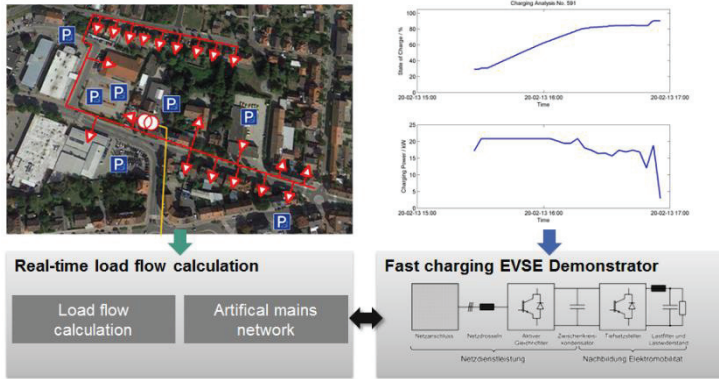 P
P
P
P
P
P
P
P
Charging Analysis No. 591
State of Charge / %
100
80
60
40
20
0
20-02-13 15:00
20-02-13 16:00
20-02-13 17:00
Time
Charging Power / kW
25
20
15
10
5
0
20-02-13 15:00
20-02-13 16:00
20-02-13 17:00
Time
Real-time load flow calculation
Load flow
calculation
Artifical mains
network
Fast charging EVSE Demonstrator
Netzanschluss
Netzdrosseln
Aktiver
Gleichrichter
Zwischenkreis-
kondensator
Tiefsetzsteller
Lastfilter und
Lastwiderstand
Netzdienstleistung
Nachbildung Elektromobilität